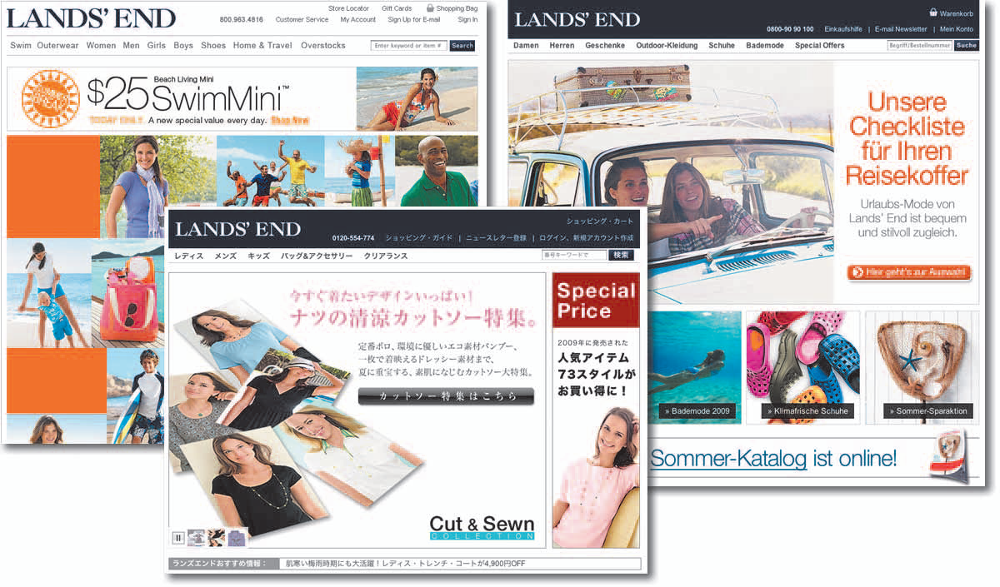 LANDS' END
Store Locator Gift Cards Shopping Bag
800.963.4816 Customer Service My Account Sign Up for E-mail Sign In
Swim Outerwear Women Men Girls Boys Shoes Home & Travel Overstocks
Enter keyword or item # Search
$25 Beach Living Mini
SwimMini™
TODAY ONLY A new special value every day. Shop Now
LANDS' END
Warenkorb
0800-90 90 100 Einkaufshilfe | E-mail Newsletter | Mein Konto
Damen Herren Geschenke Outdoor-Kleidung Schuhe Bademode Special Offers
Begriff/Bestellnummer Suche
Unsere
Checkliste
für Ihren
Reisekoffer
Urlaubs-Mode von
Lands' End ist bequem
und stilvoll zugleich.
Hier geht's zur Auswahl
» Bademode 2009
» Klimafrische Schuhe
» Sommer-Sparaktion
Sommer-Katalog ist online!
LANDS' END
ショッピング・カート
0120-554-774 ショッピング・ガイド | ニュースレター登録 | ログイン、新規アカウント作成
レディス メンズ キッズ バッグ&アクセサリー クリアランス
番号キーワードで 検索
今すぐ着たいデザインいっぱい!
ナツの清涼カットソー特集。
定番ポロ、環境に優しいエコ素材バンブー、
一枚で着映えるドレッシー素材まで、
夏に重宝する、素肌になじむカットソー大特集。
カットソー特集はこちら
Cut & Sewn
COLLECTION
Special
Price
2009年に発売された
人気アイテム
73スタイルが
お買い得に!
ランズエンドおすすめ情報: 肌寒い梅雨時期にも大活躍!レディス・トレンチ・コートが4,900円OFF